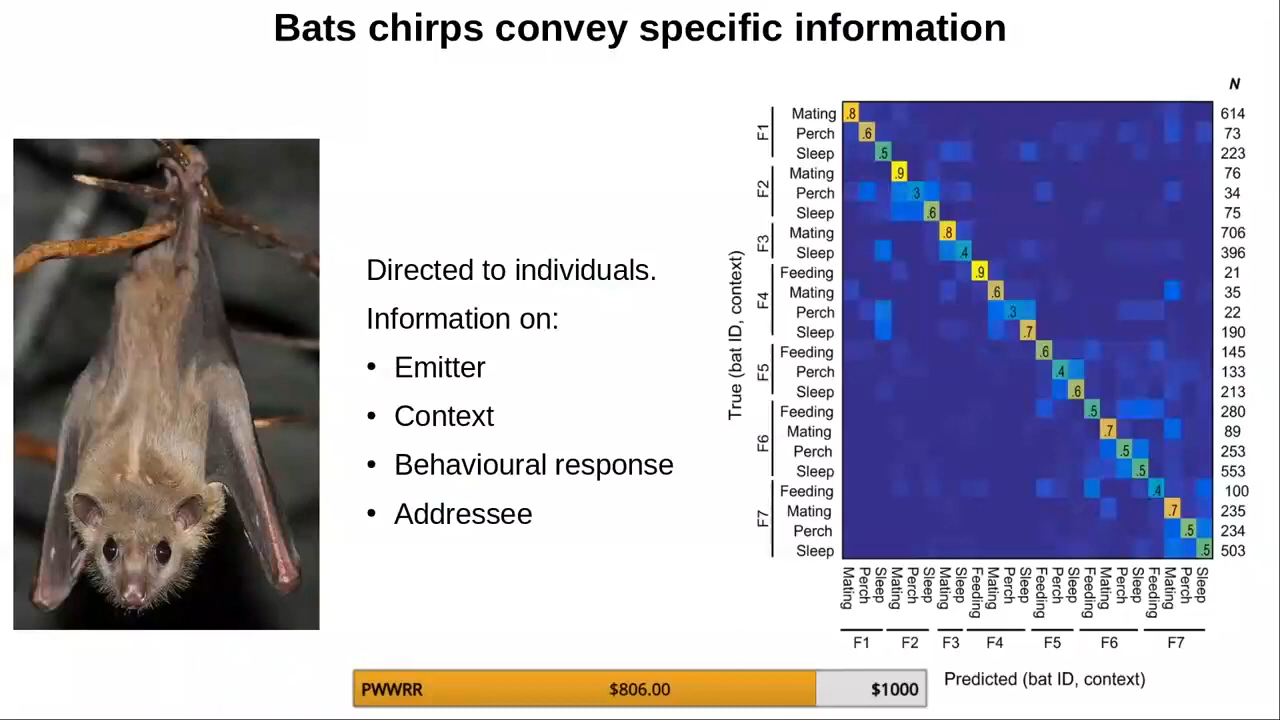 Bats chirps convey specific information
Directed to individuals.
Information on:
• Emitter
• Context
• Behavioural response
• Addressee
N
True (bat ID, context)
F1
Mating .8 614
Perch .6 73
Sleep .5 223
F2
Mating .9 76
Perch .3 34
Sleep .6 75
F3
Mating .8 706
Sleep .4 396
F4
Feeding .9 21
Mating .6 35
Perch .3 22
Sleep .7 190
F5
Feeding .6 145
Perch .4 133
Sleep .6 213
F6
Feeding .5 280
Mating .7 89
Perch .5 253
Sleep .5 553
F7
Feeding .4 100
Mating .7 235
Perch .5 234
Sleep .5 503
Mating Perch Sleep Mating Perch Sleep Mating Sleep Feeding Mating Perch Sleep Feeding Perch Sleep Feeding Mating Perch Sleep Feeding Mating Perch Sleep
F1 F2 F3 F4 F5 F6 F7
Predicted (bat ID, context)
PWWRR $806.00 $1000